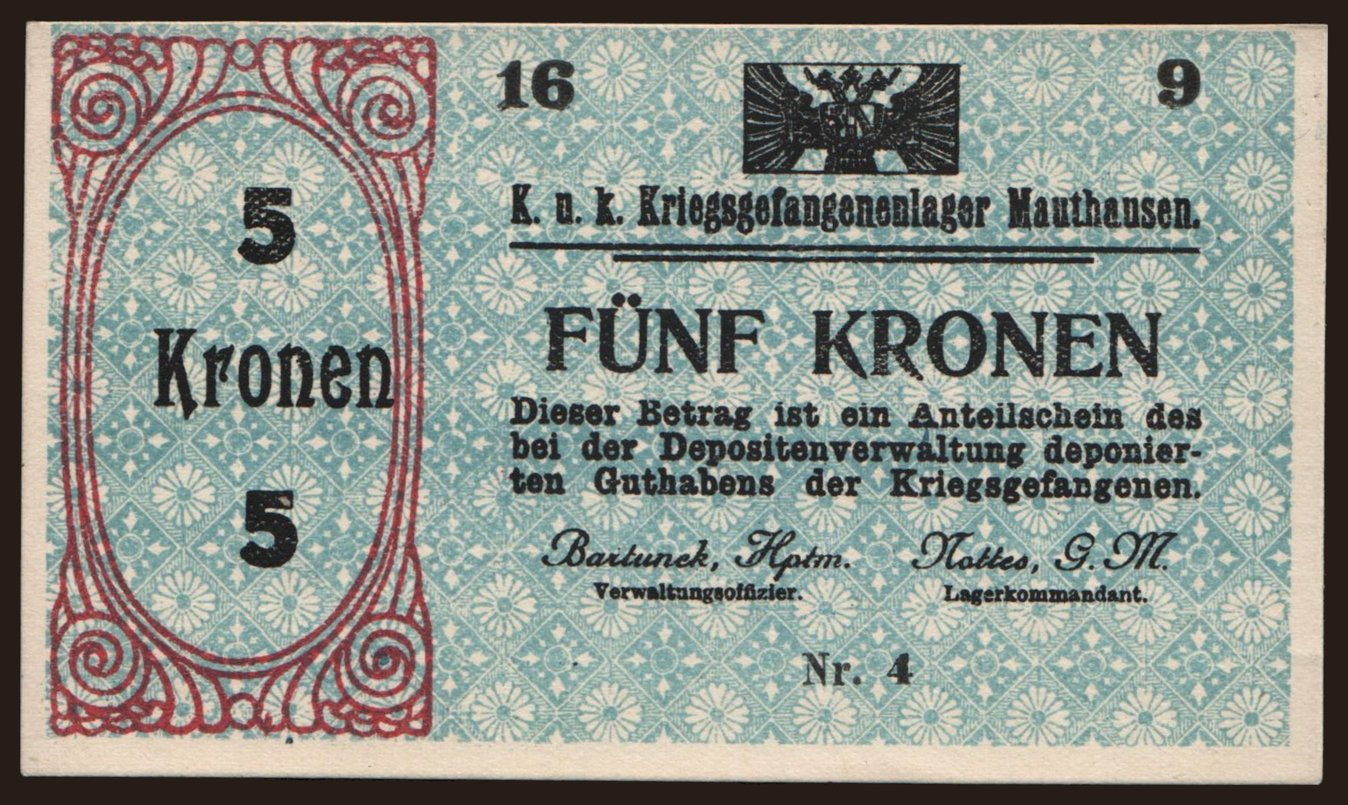 16 9
K. u. k. Kriegsgefangenenlager Mauthausen.
5
Kronen
5
FÜNF KRONEN
Dieser Betrag ist ein Anteilschein des
bei der Depositenverwaltung deponier-
ten Guthabens der Kriegsgefangenen.
Bartunek, Hptm. Nottes, G. M.
Verwaltungsoffizier. Lagerkommandant.
Nr. 4